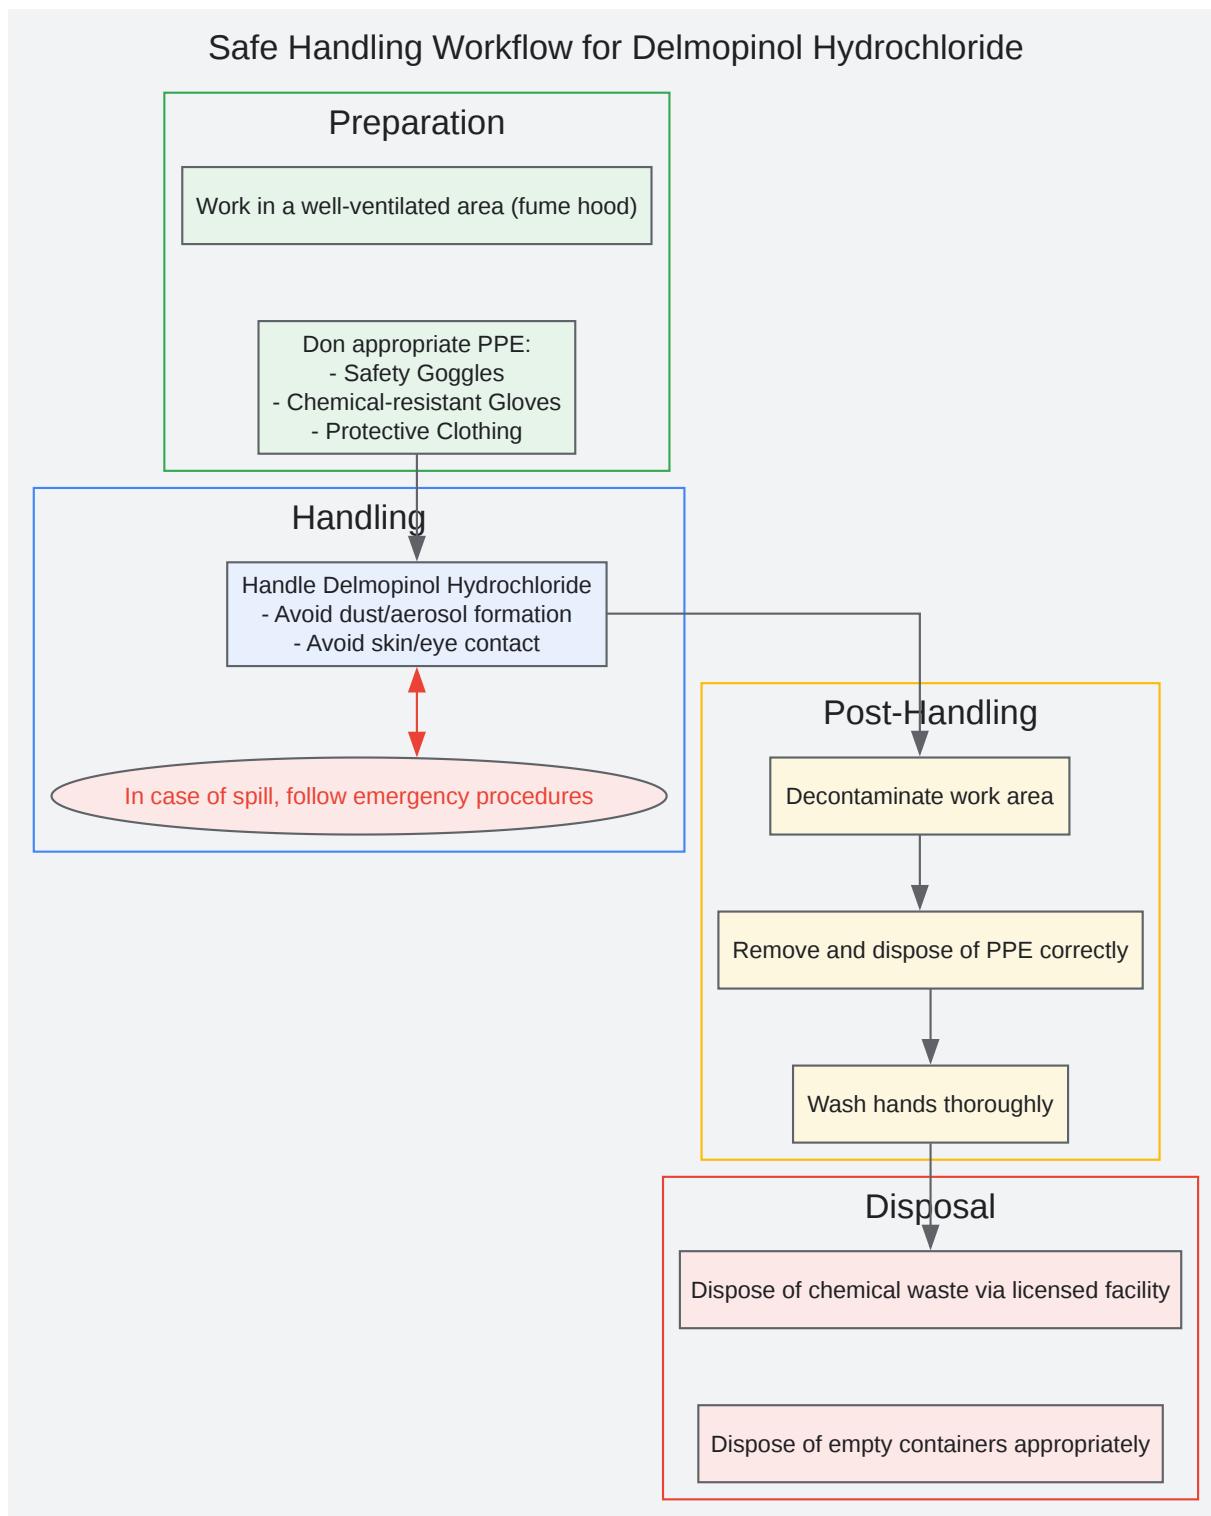 Safe Handling Workflow for Delmopinol Hydrochloride
Preparation
Work in a well-ventilated area (fume hood)
Don appropriate PPE:
- Safety Goggles
- Chemical-resistant Gloves
- Protective Clothing
Handling
Handle Delmopinol Hydrochloride
- Avoid dust/aerosol formation
- Avoid skin/eye contact
In case of spill, follow emergency procedures
Post-Handling
Decontaminate work area
Remove and dispose of PPE correctly
Wash hands thoroughly
Disposal
Dispose of chemical waste via licensed facility
Dispose of empty containers appropriately